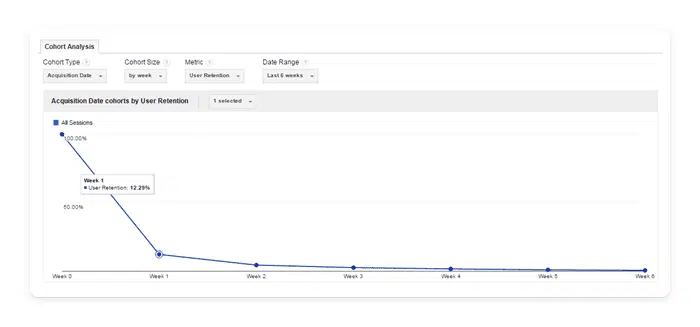 Cohort Analysis
Cohort Type ? Cohort Size ? Metric ? Date Range ?
Acquisition Date by week User Retention Last 6 weeks
Acquisition Date cohorts by User Retention 1 selected
All Sessions
100.00%
Week 1
User Retention: 12.29%
50.00%
Week 0 Week 1 Week 2 Week 3 Week 4 Week 5 Week 6